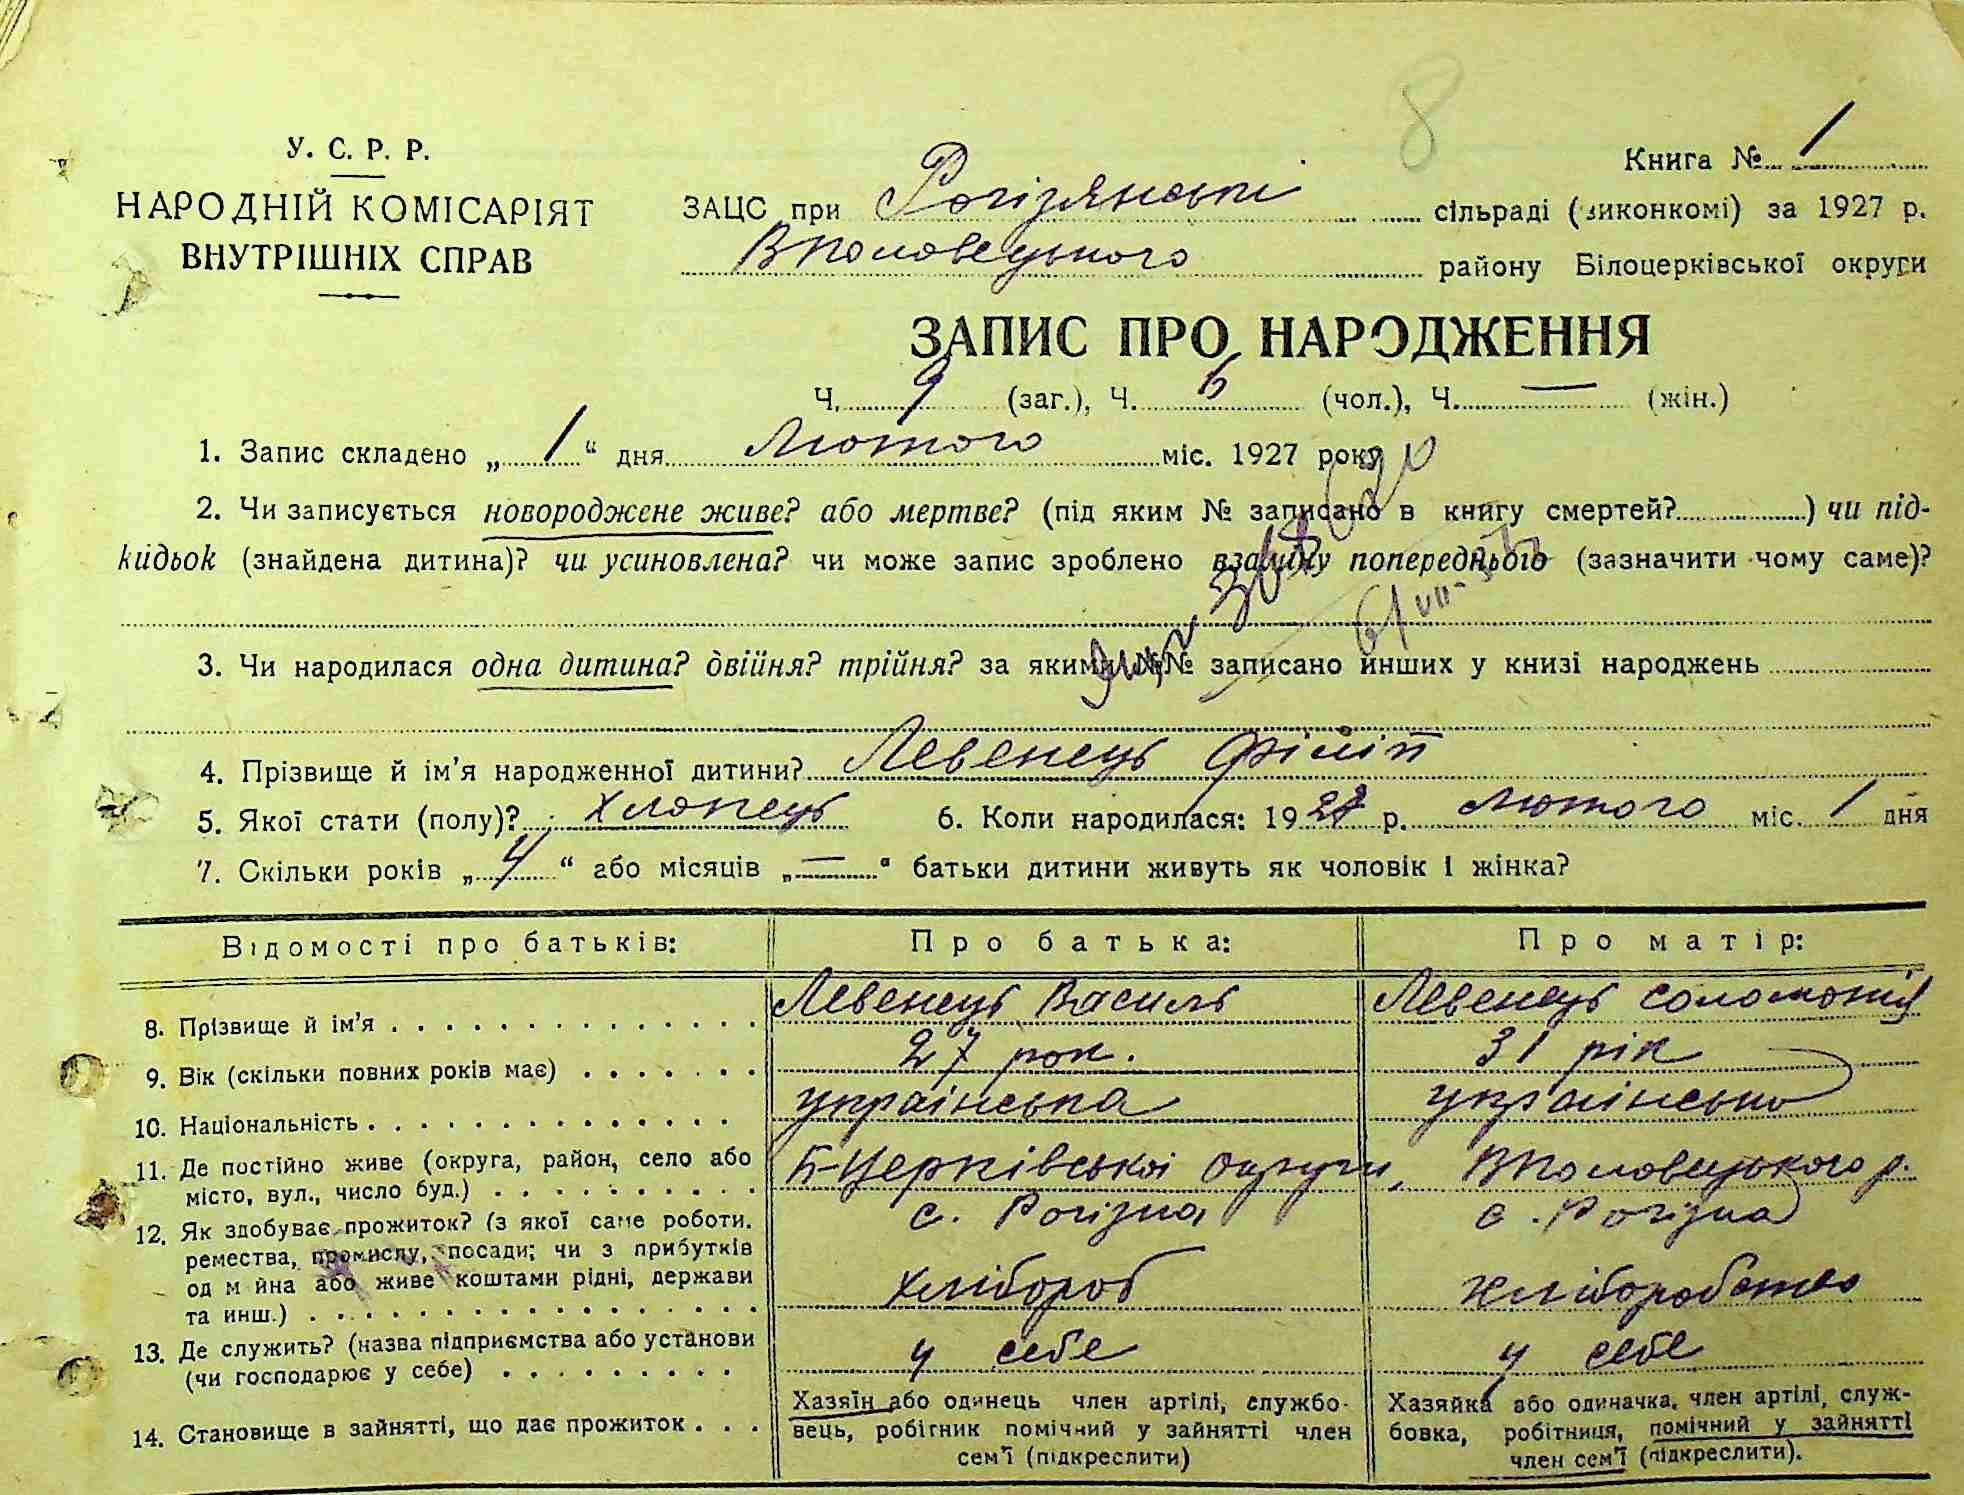 8
У. С. Р. Р.
НАРОДНІЙ КОМІСАРІЯТ
ВНУТРІШНІХ СПРАВ
Книга № 1
ЗАЦС при Рогізянські сільраді (виконкомі) за 1927 р.
ВПоловецького району Білоцерківської округи
ЗАПИС ПРО НАРОДЖЕННЯ
Ч. 9 (заг.), Ч. 6 (чол.), Ч. — (жін.)
1. Запис складено „ 1 “ дня Лютого міс. 1927 року
2. Чи записується новороджене живе? або мертве? (під яким № записано в книгу смертей? ) чи під-
кидьок (знайдена дитина)? чи усиновлена? чи може запис зроблено взаміну попереднього (зазначити чому саме)?
3. Чи народилася одна дитина? двійня? трійня? за якими №№ записано инших у книзі народжень
4. Прізвище й ім'я народженної дитини? Левенець Філіп
5. Якої стати (полу)? Хлопець 6. Коли народилася: 1927 р. Лютого міс. 1 дня
7. Скільки років „ 4 “ або місяців „ — “ батьки дитини живуть як чоловік і жінка?
Відомості про батьків: Про батька: Про матір:
8. Прізвище й ім'я Левенець Василь Левенець Соломонія
9. Вік (скільки повних років має) 27 рок. 31 рік
10. Національність українська українсько
11. Де постійно живе (округа, район, село або
місто, вул., число буд.) Б-Церківської округи, ВПоловецького р.
с. Рогізна с. Рогізна
12. Як здобуває прожиток? (з якої саме роботи,
ремества, промислу, посади; чи з прибутків
од майна або живе коштами рідні, держави
та инш.) Хлібороб Хліборобство
13. Де служить? (назва підприємства або установи
(чи господарює у себе) у себе у себе
14. Становище в зайнятті, що дає прожиток
Хазяїн або одинець член артілі, службо-
вець, робітник помічний у зайнятті член
сем'ї (підкреслити)
Хазяйка або одиначка, член артілі, служ-
бовка, робітниця, помічний у зайнятті
член сем'ї (підкреслити).